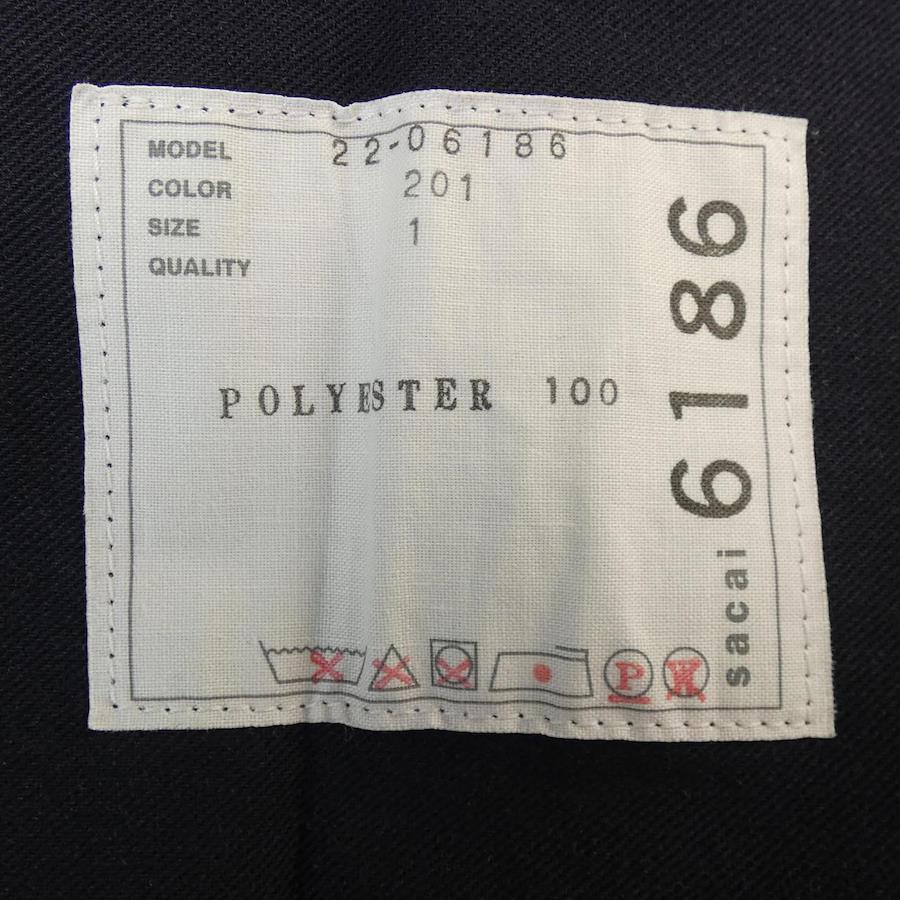 MODEL 22-06186
COLOR 201
SIZE 1
QUALITY
POLYESTER 100
P W
sacai 6186